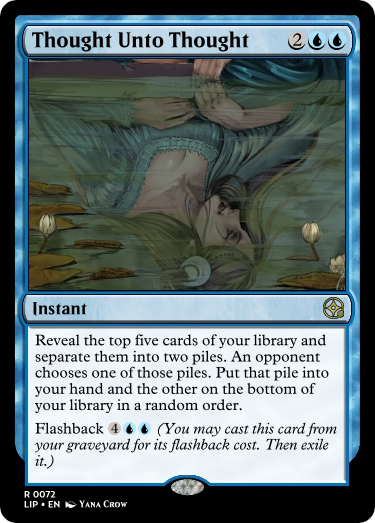 Thought Unto Thought 2
Instant
Reveal the top five cards of your library and
separate them into two piles. An opponent
chooses one of those piles. Put that pile into
your hand and the other on the bottom of
your library in a random order.
Flashback 4 (You may cast this card from
your graveyard for its flashback cost. Then exile
it.)
R 0072
LIP • EN Yana Crow